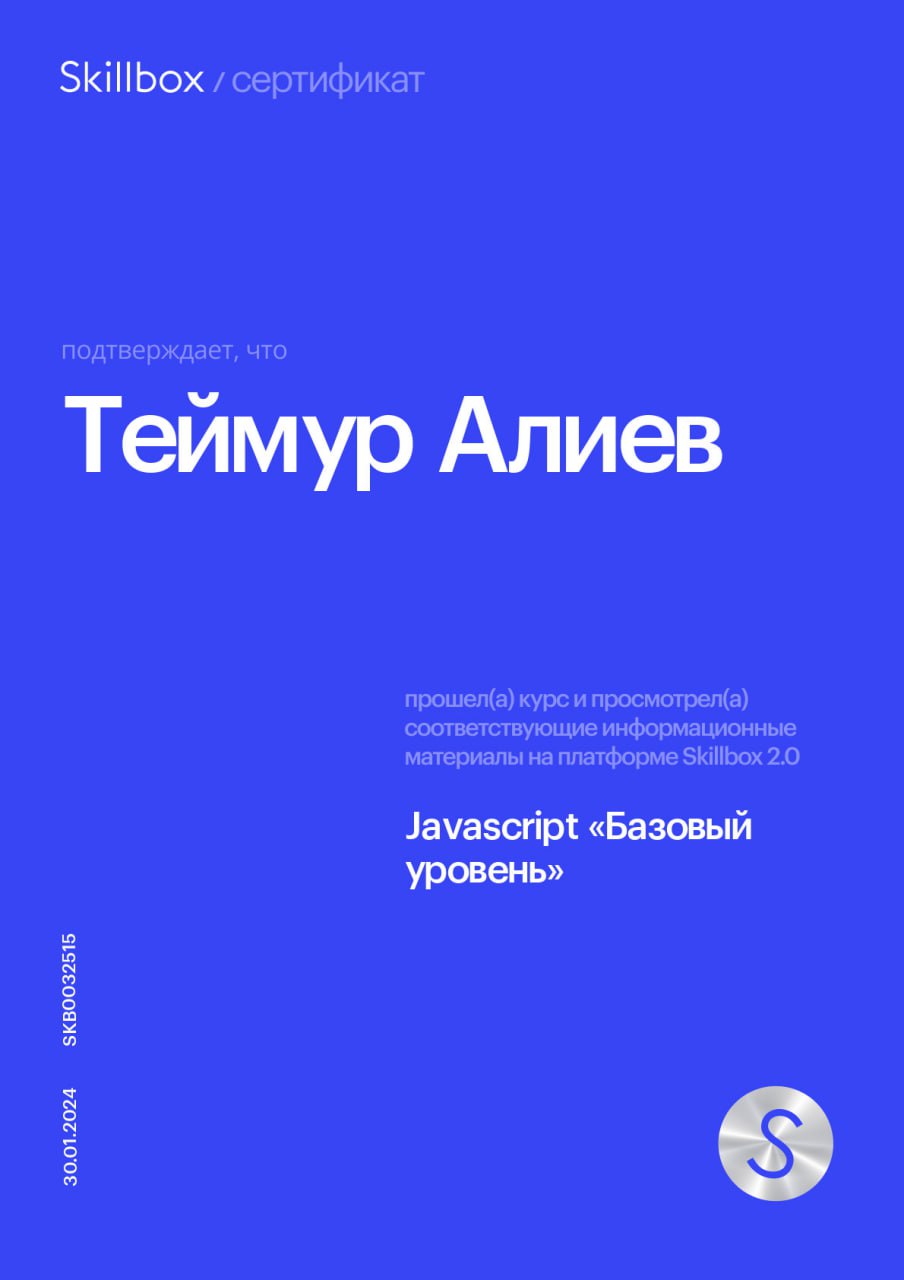 Skillbox / сертификат
подтверждает, что
Теймур Алиев
прошел(а) курс и просмотрел(а)
соответствующие информационные
материалы на платформе Skillbox 2.0
Javascript «Базовый
уровень»
SKB0032515
30.01.2024
S